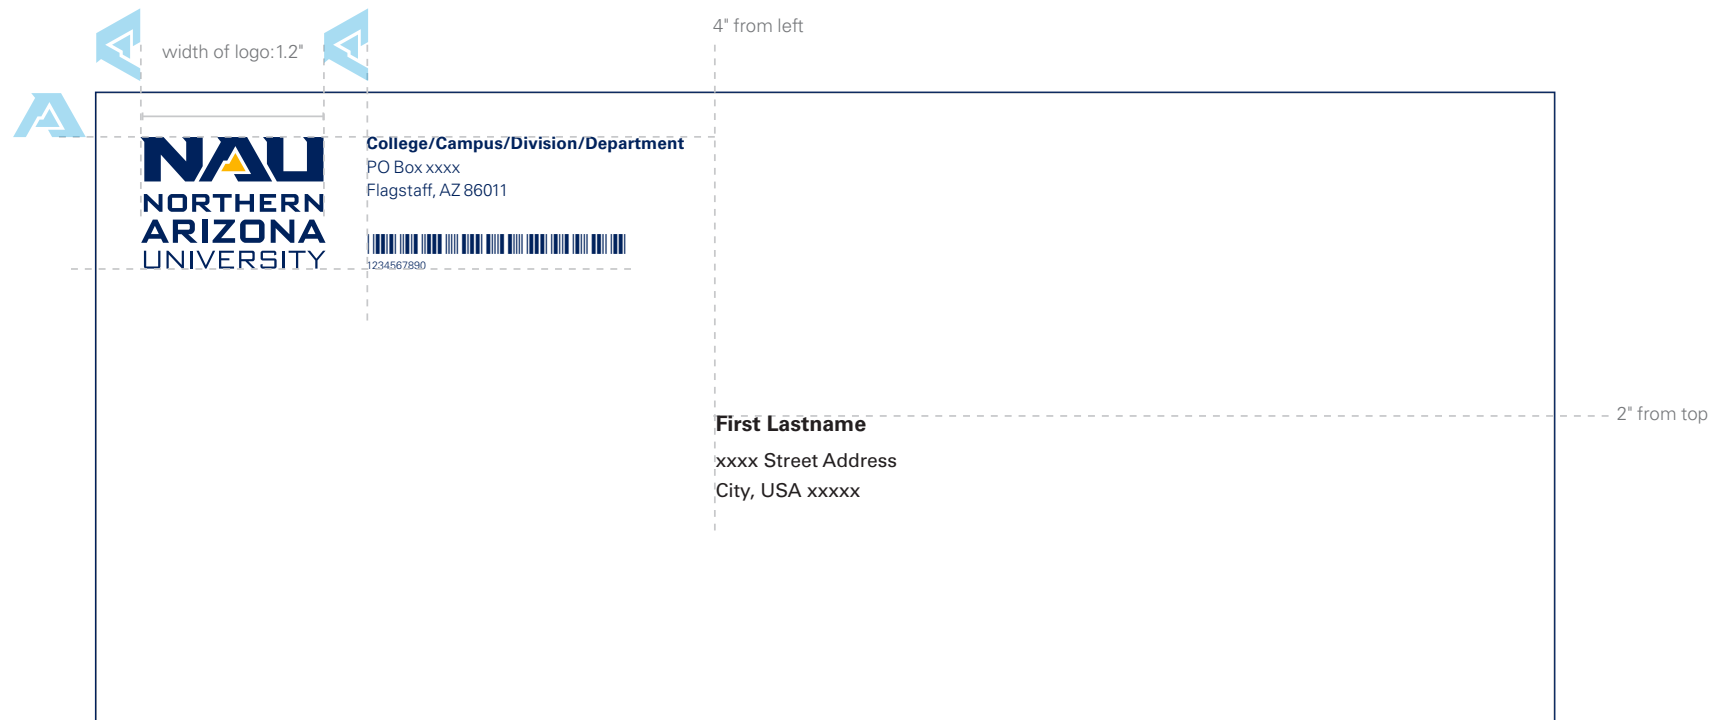 4" from left
width of logo:1.2"
NAU
NORTHERN
ARIZONA
UNIVERSITY
College/Campus/Division/Department
PO Box xxxx
Flagstaff, AZ 86011
1234567890
2" from top
First Lastname
xxxx Street Address
City, USA xxxxx